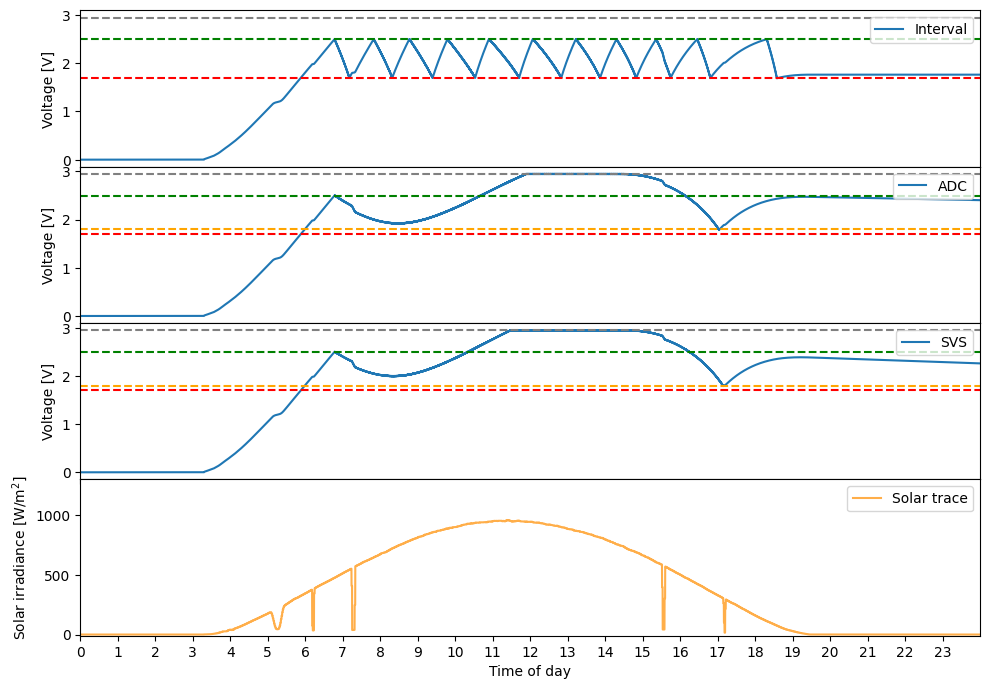 3
2
1
0
Voltage [V]
Interval
3
2
1
0
Voltage [V]
ADC
3
2
1
0
Voltage [V]
SVS
1000
500
0
Solar irradiance [W/m²]
Solar trace
0 1 2 3 4 5 6 7 8 9 10 11 12 13 14 15 16 17 18 19 20 21 22 23
Time of day